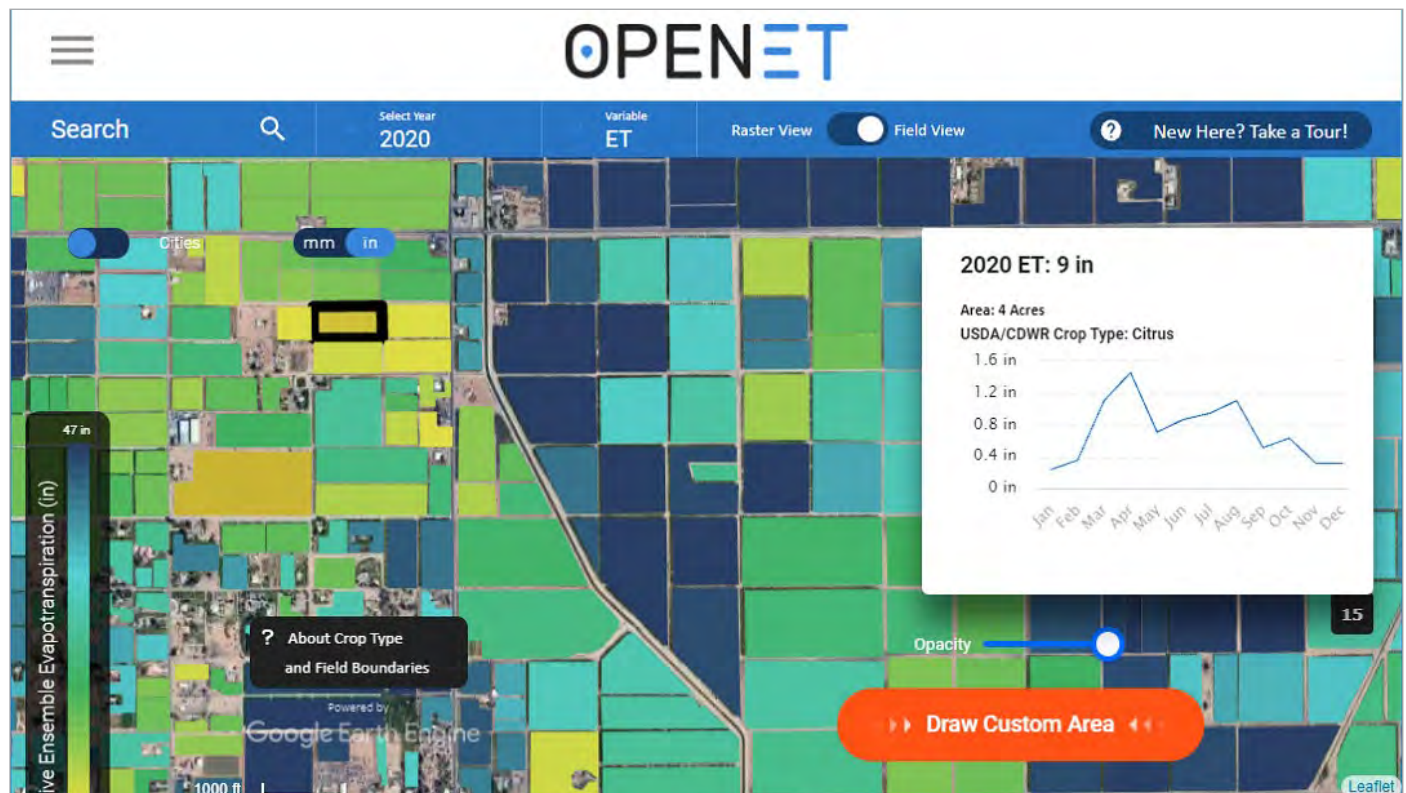 OPENET
Search
Select Year
2020
Variable
ET
Raster View
Field View
? New Here? Take a Tour!
Cities
mm in
2020 ET: 9 in
Area: 4 Acres
USDA/CDWR Crop Type: Citrus
1.6 in
1.2 in
0.8 in
0.4 in
0 in
Jan Feb Mar Apr May Jun Jul Aug Sep Oct Nov Dec
47 in
ive Ensemble Evapotranspiration (in)
15
? About Crop Type
and Field Boundaries
Opacity
Powered by
Google Earth Engine
Draw Custom Area
1000 ft
Leaflet